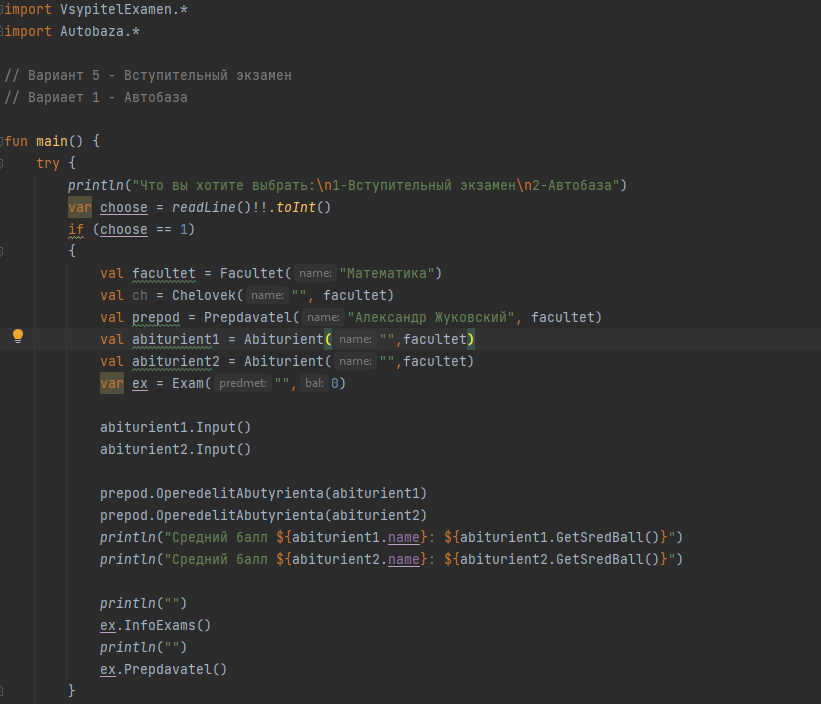 import VsypitelExamen.*
import Autobaza.*
// Вариант 5 - Вступительный экзамен
// Вариает 1 - Автобаза
fun main() {
try {
println("Что вы хотите выбрать:\n1-Вступительный экзамен\n2-Автобаза")
var choose = readLine()!!.toInt()
if (choose == 1)
{
val facultet = Facultet( name: "Математика")
val ch = Chelovek( name: "", facultet)
val prepod = Prepdavatel( name: "Александр Жуковский", facultet)
val abiturient1 = Abiturient( name: "",facultet)
val abiturient2 = Abiturient( name: "",facultet)
var ex = Exam( predmet: "", bal: 0)
abiturient1.Input()
abiturient2.Input()
prepod.OperedelitAbutyrienta(abiturient1)
prepod.OperedelitAbutyrienta(abiturient2)
println("Средний балл ${abiturient1.name}: ${abiturient1.GetSredBall()}")
println("Средний балл ${abiturient2.name}: ${abiturient2.GetSredBall()}")
println("")
ex.InfoExams()
println("")
ex.Prepdavatel()
}